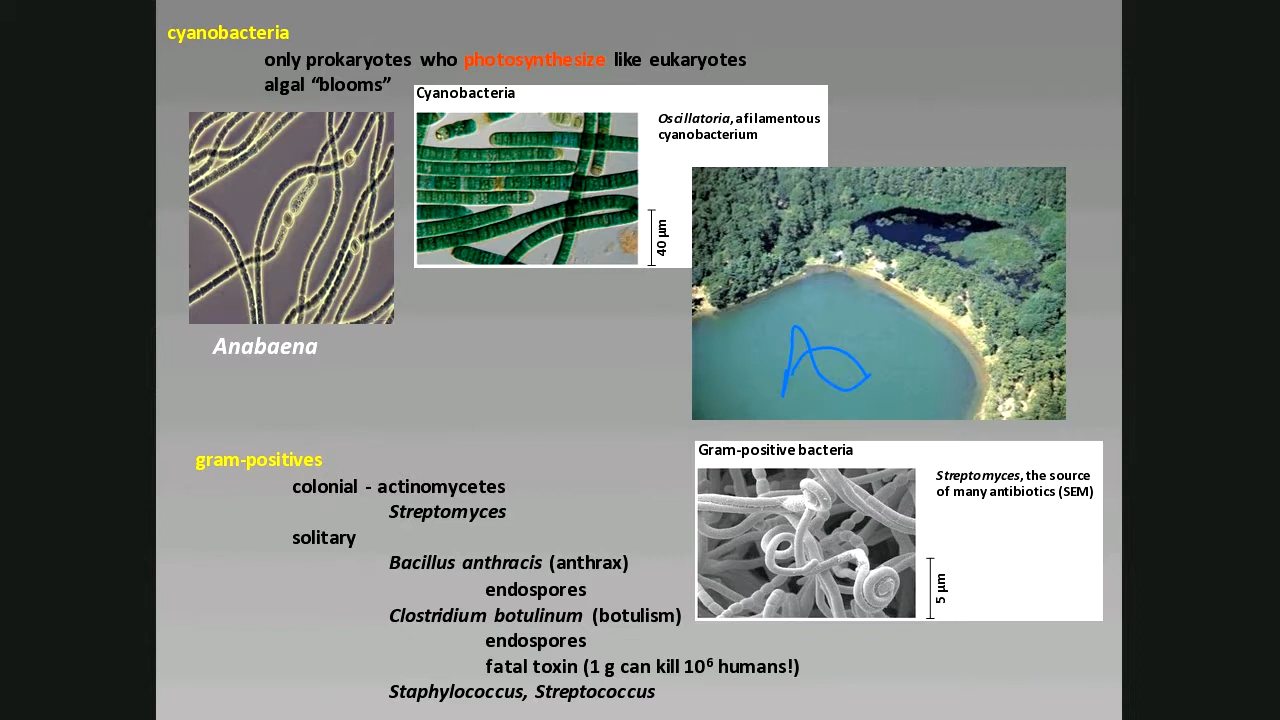 cyanobacteria
only prokaryotes who photosynthesize like eukaryotes
algal “blooms”
Cyanobacteria
Oscillatoria, a filamentous
cyanobacterium
40 µm
Anabaena
gram-positives
colonial - actinomycetes
Streptomyces
solitary
Bacillus anthracis (anthrax)
endospores
Clostridium botulinum (botulism)
endospores
fatal toxin (1 g can kill 10⁶ humans!)
Staphylococcus, Streptococcus
Gram-positive bacteria
Streptomyces, the source
of many antibiotics (SEM)
5 µm